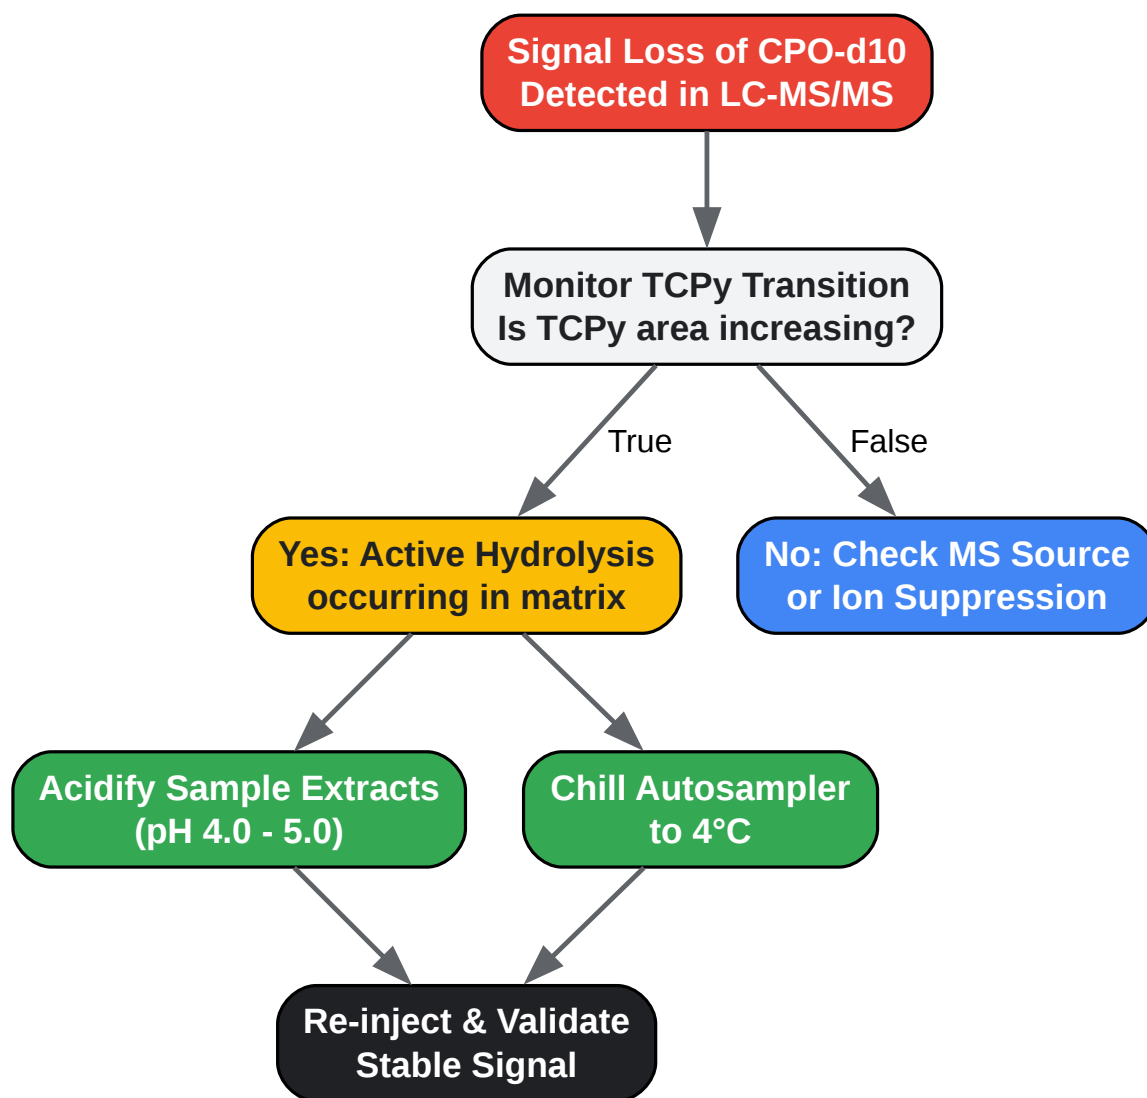 Signal Loss of CPO-d10
Detected in LC-MS/MS
Monitor TCPy Transition
Is TCPy area increasing?
True
False
Yes: Active Hydrolysis
occurring in matrix
No: Check MS Source
or Ion Suppression
Acidify Sample Extracts
(pH 4.0 - 5.0)
Chill Autosampler
to 4°C
Re-inject & Validate
Stable Signal